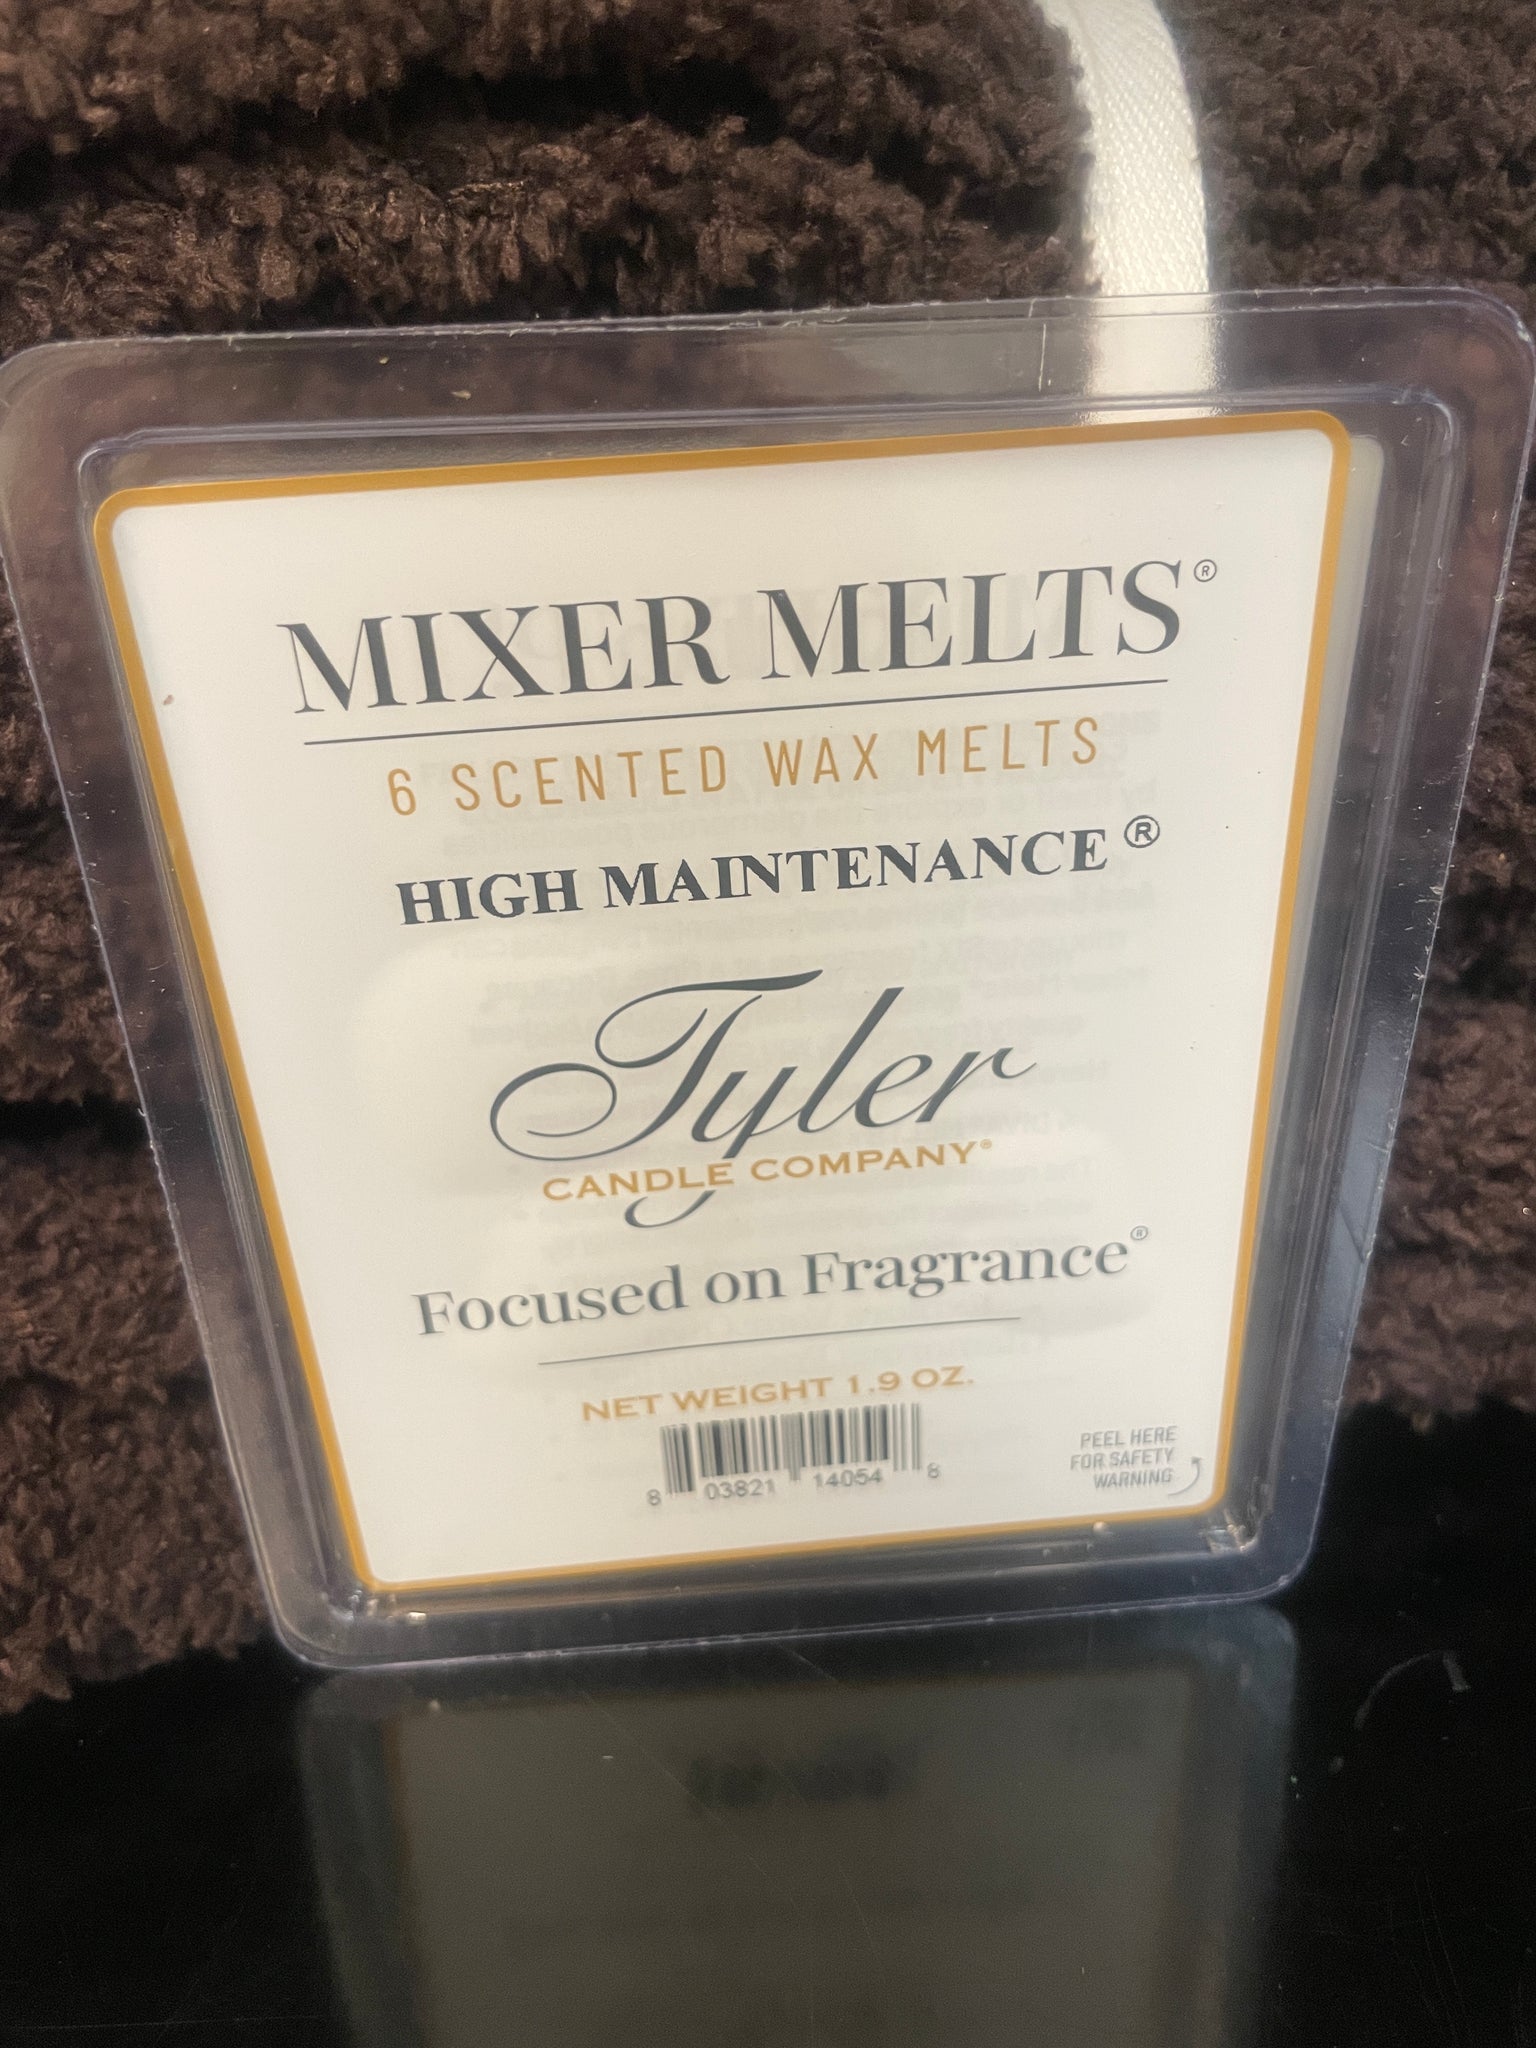 MIXER MELTS®
6 SCENTED WAX MELTS
HIGH MAINTENANCE®
Tyler
CANDLE COMPANY®
Focused on Fragrance®
NET WEIGHT 1.9 OZ.
8 03821 14054 8
PEEL HERE
FOR SAFETY
WARNING